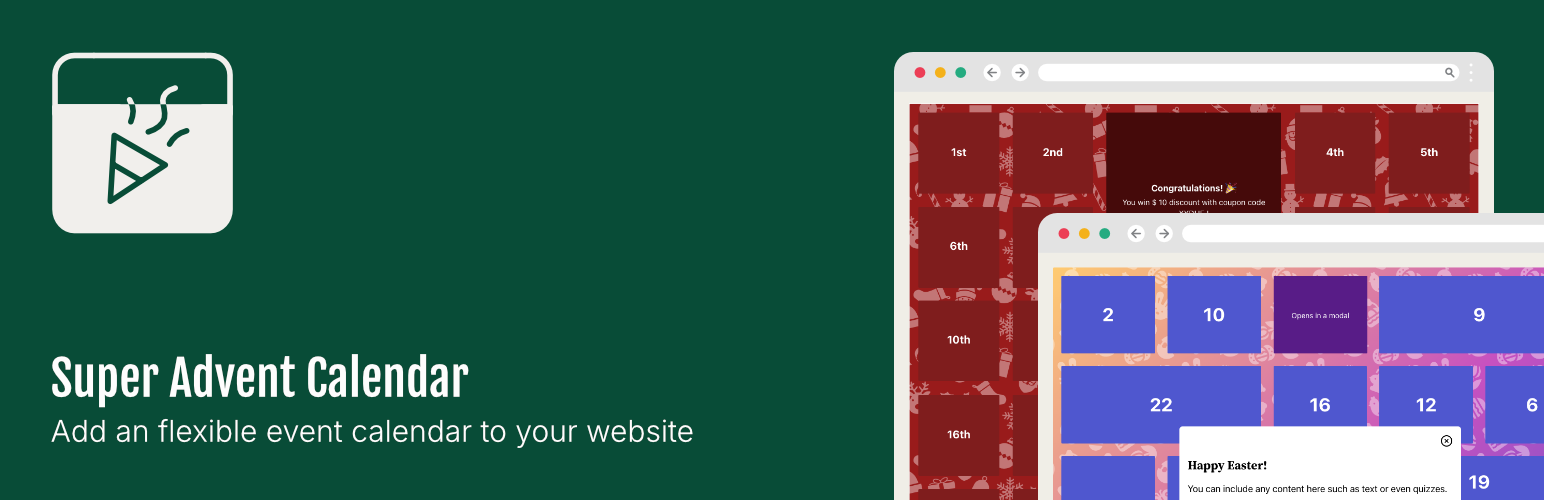 Super Advent Calendar
Add an flexible event calendar to your website
1st
2nd
Congratulations! 🎉
You win $ 10 discount with coupon code
4th
5th
6th
10th
16th
2
10
Opens in a modal
9
22
16
12
6
19
Happy Easter!
You can include any content here such as text or even quizzes.